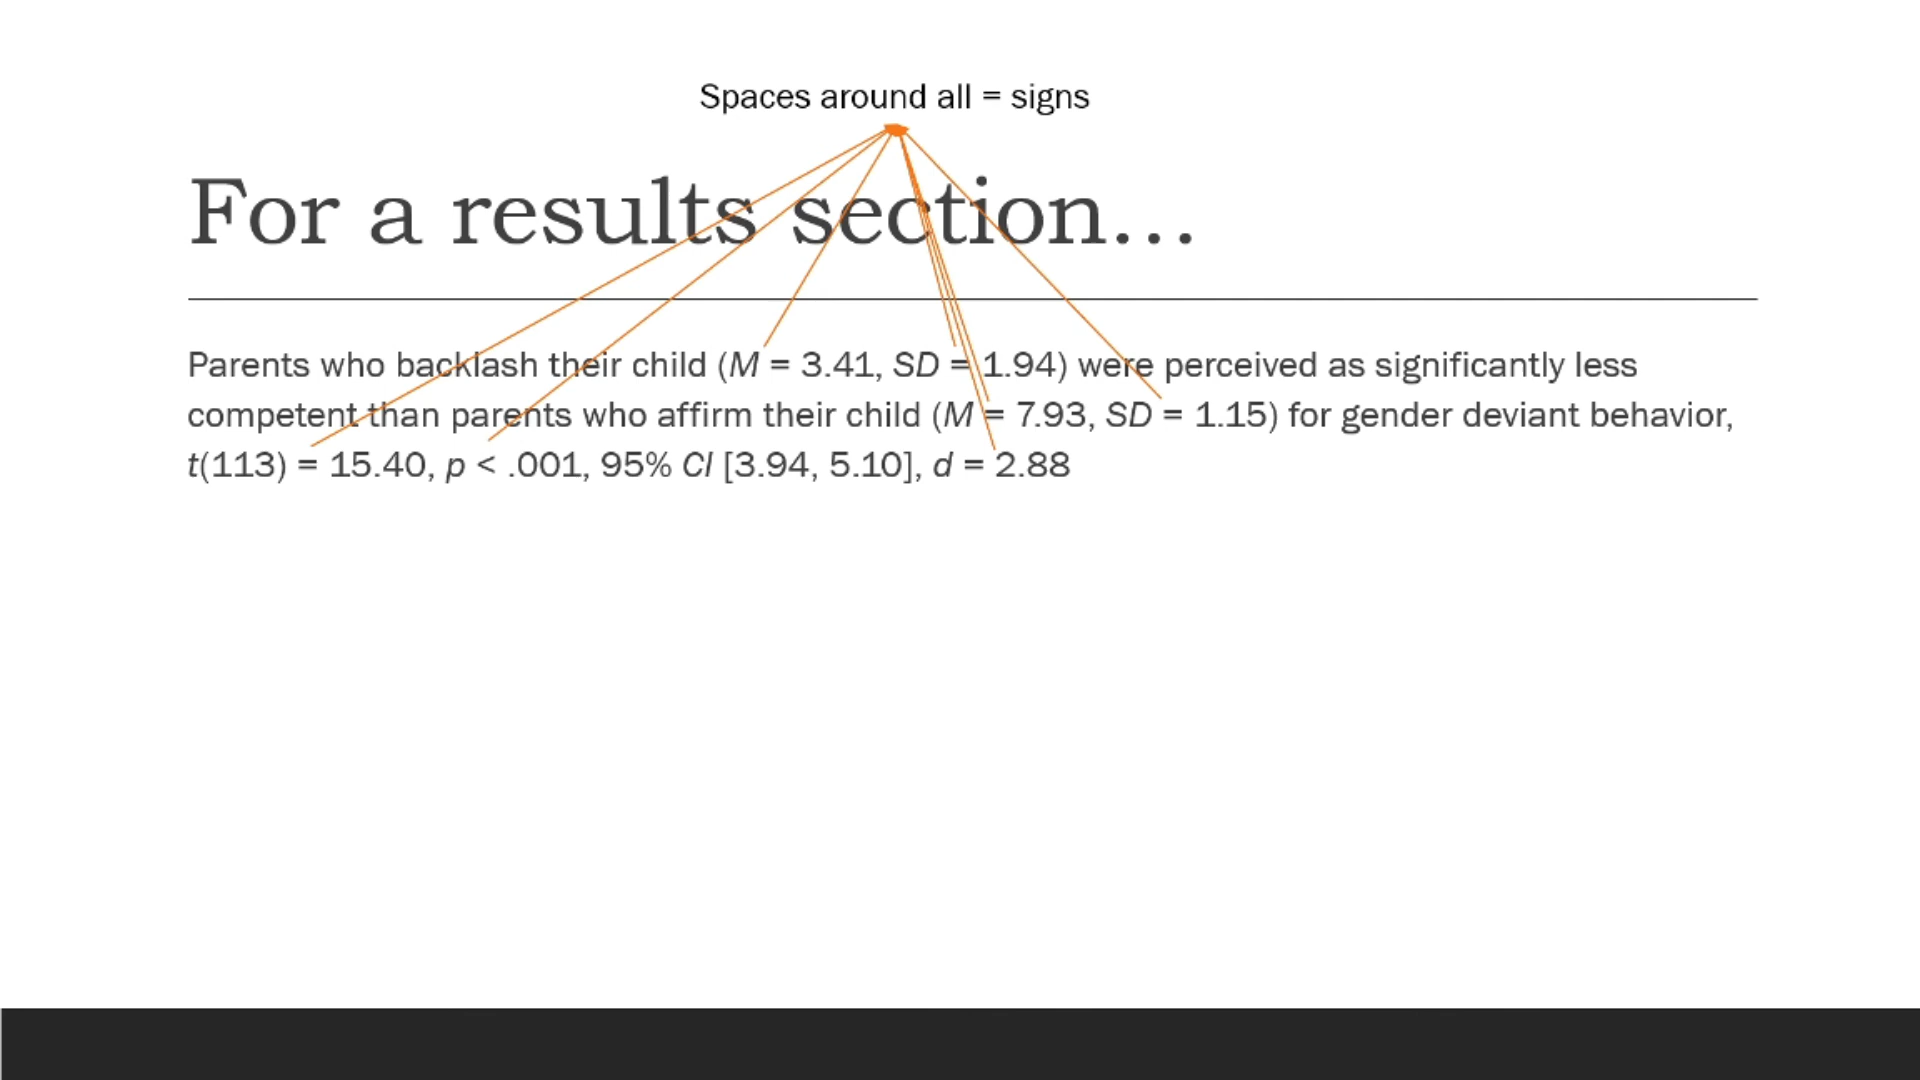 Spaces around all = signs
For a results section…
Parents who backlash their child (M = 3.41, SD = 1.94) were perceived as significantly less
competent than parents who affirm their child (M = 7.93, SD = 1.15) for gender deviant behavior,
t(113) = 15.40, p < .001, 95% CI [3.94, 5.10], d = 2.88